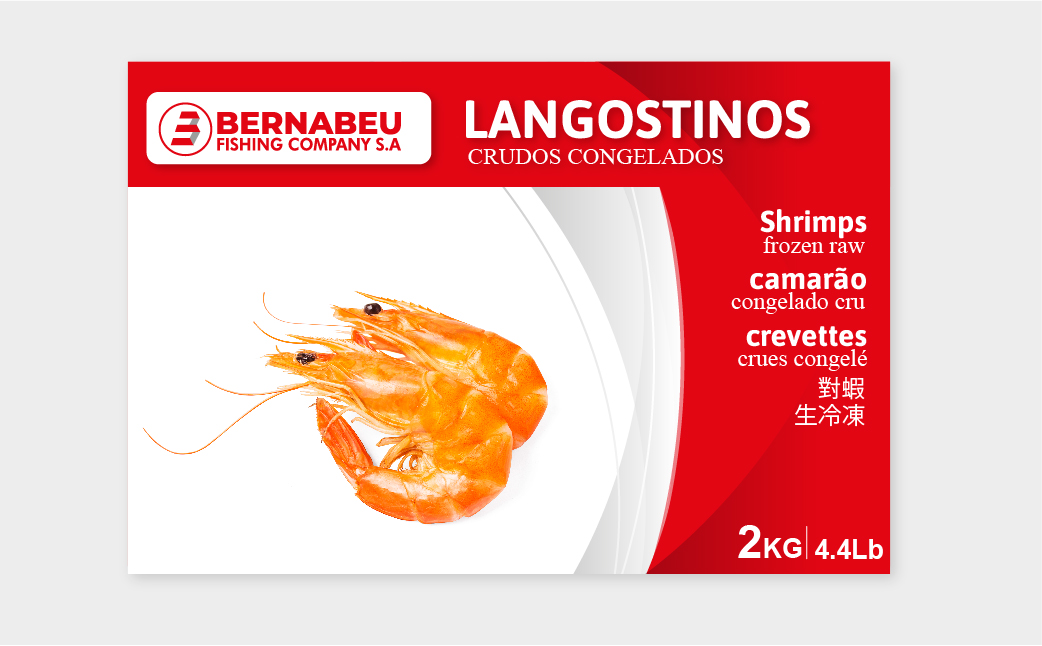 BERNABEU
FISHING COMPANY S.A
LANGOSTINOS
CRUDOS CONGELADOS
Shrimps
frozen raw
camarão
congelado cru
crevettes
crues congelé
對蝦
生冷凍
2KG | 4.4Lb